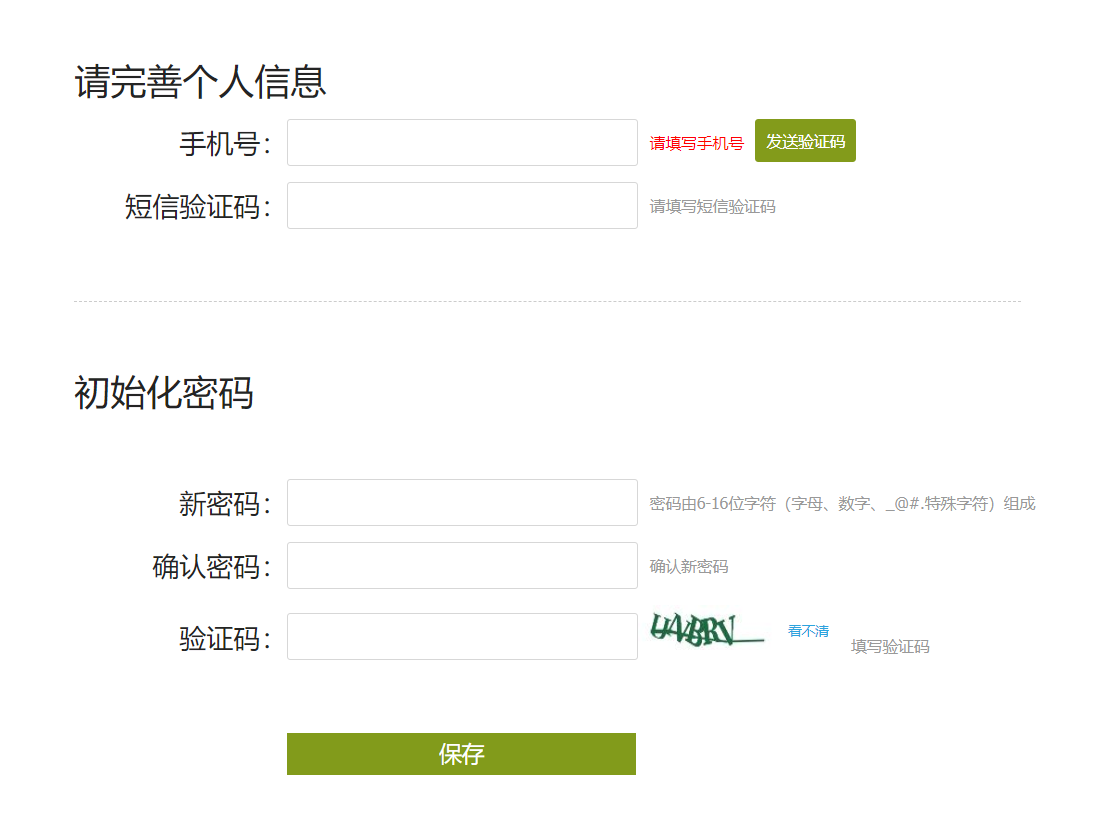 请完善个人信息
手机号： 请填写手机号 发送验证码
短信验证码： 请填写短信验证码
初始化密码
新密码： 密码由6-16位字符（字母、数字、_@#.特殊字符）组成
确认密码： 确认新密码
验证码： 看不清 填写验证码
保存